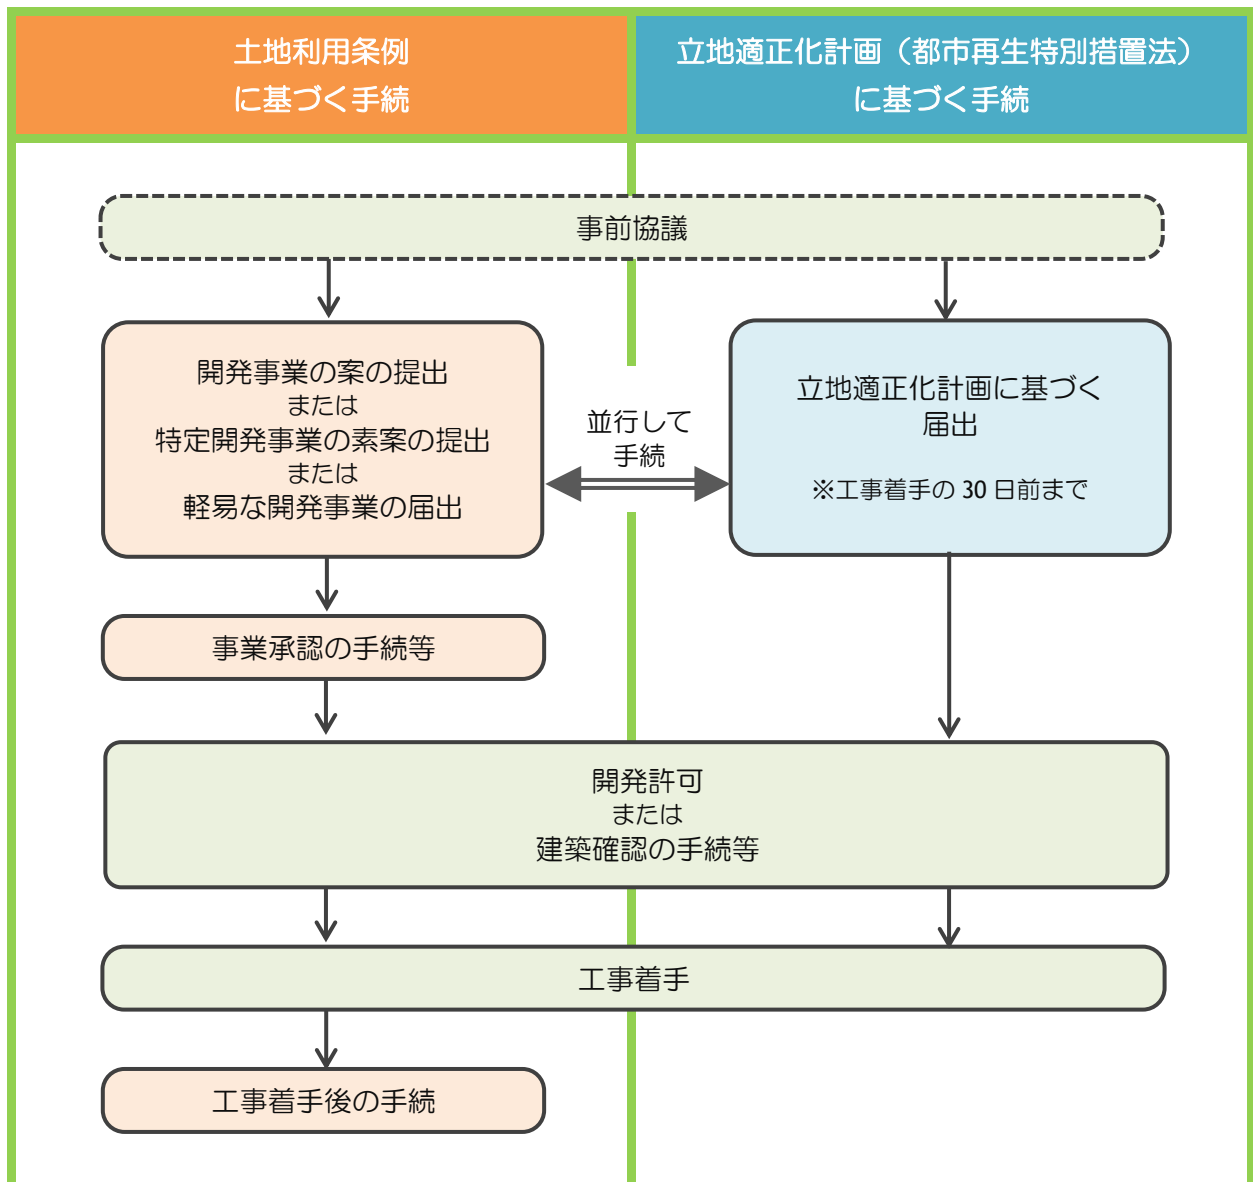 土地利用条例
に基づく手続
立地適正化計画（都市再生特別措置法）
に基づく手続
事前協議
開発事業の案の提出
または
特定開発事業の素案の提出
または
軽易な開発事業の届出
並行して
手続
立地適正化計画に基づく
届出
※工事着手の 30 日前まで
事業承認の手続等
開発許可
または
建築確認の手続等
工事着手
工事着手後の手続